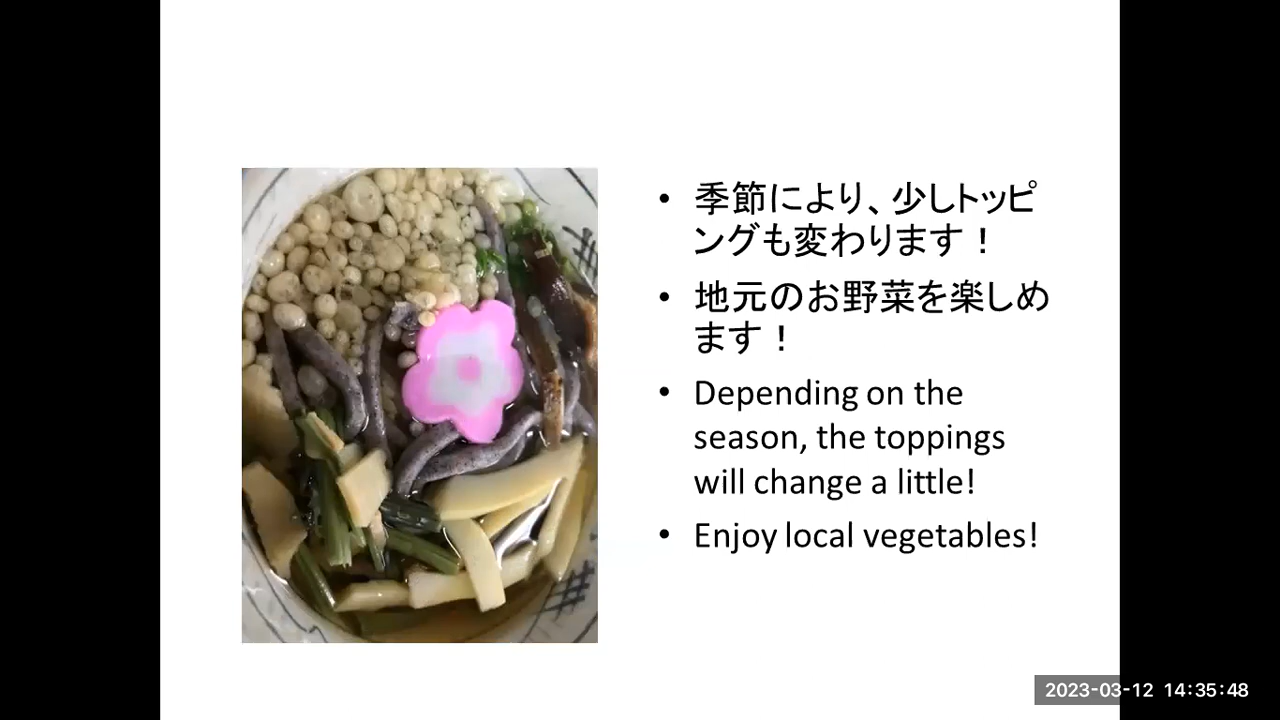 • 季節により、少しトッピ
ングも変わります！
• 地元のお野菜を楽しめ
ます！
• Depending on the
season, the toppings
will change a little!
• Enjoy local vegetables!
2023-03-12 14:35:48